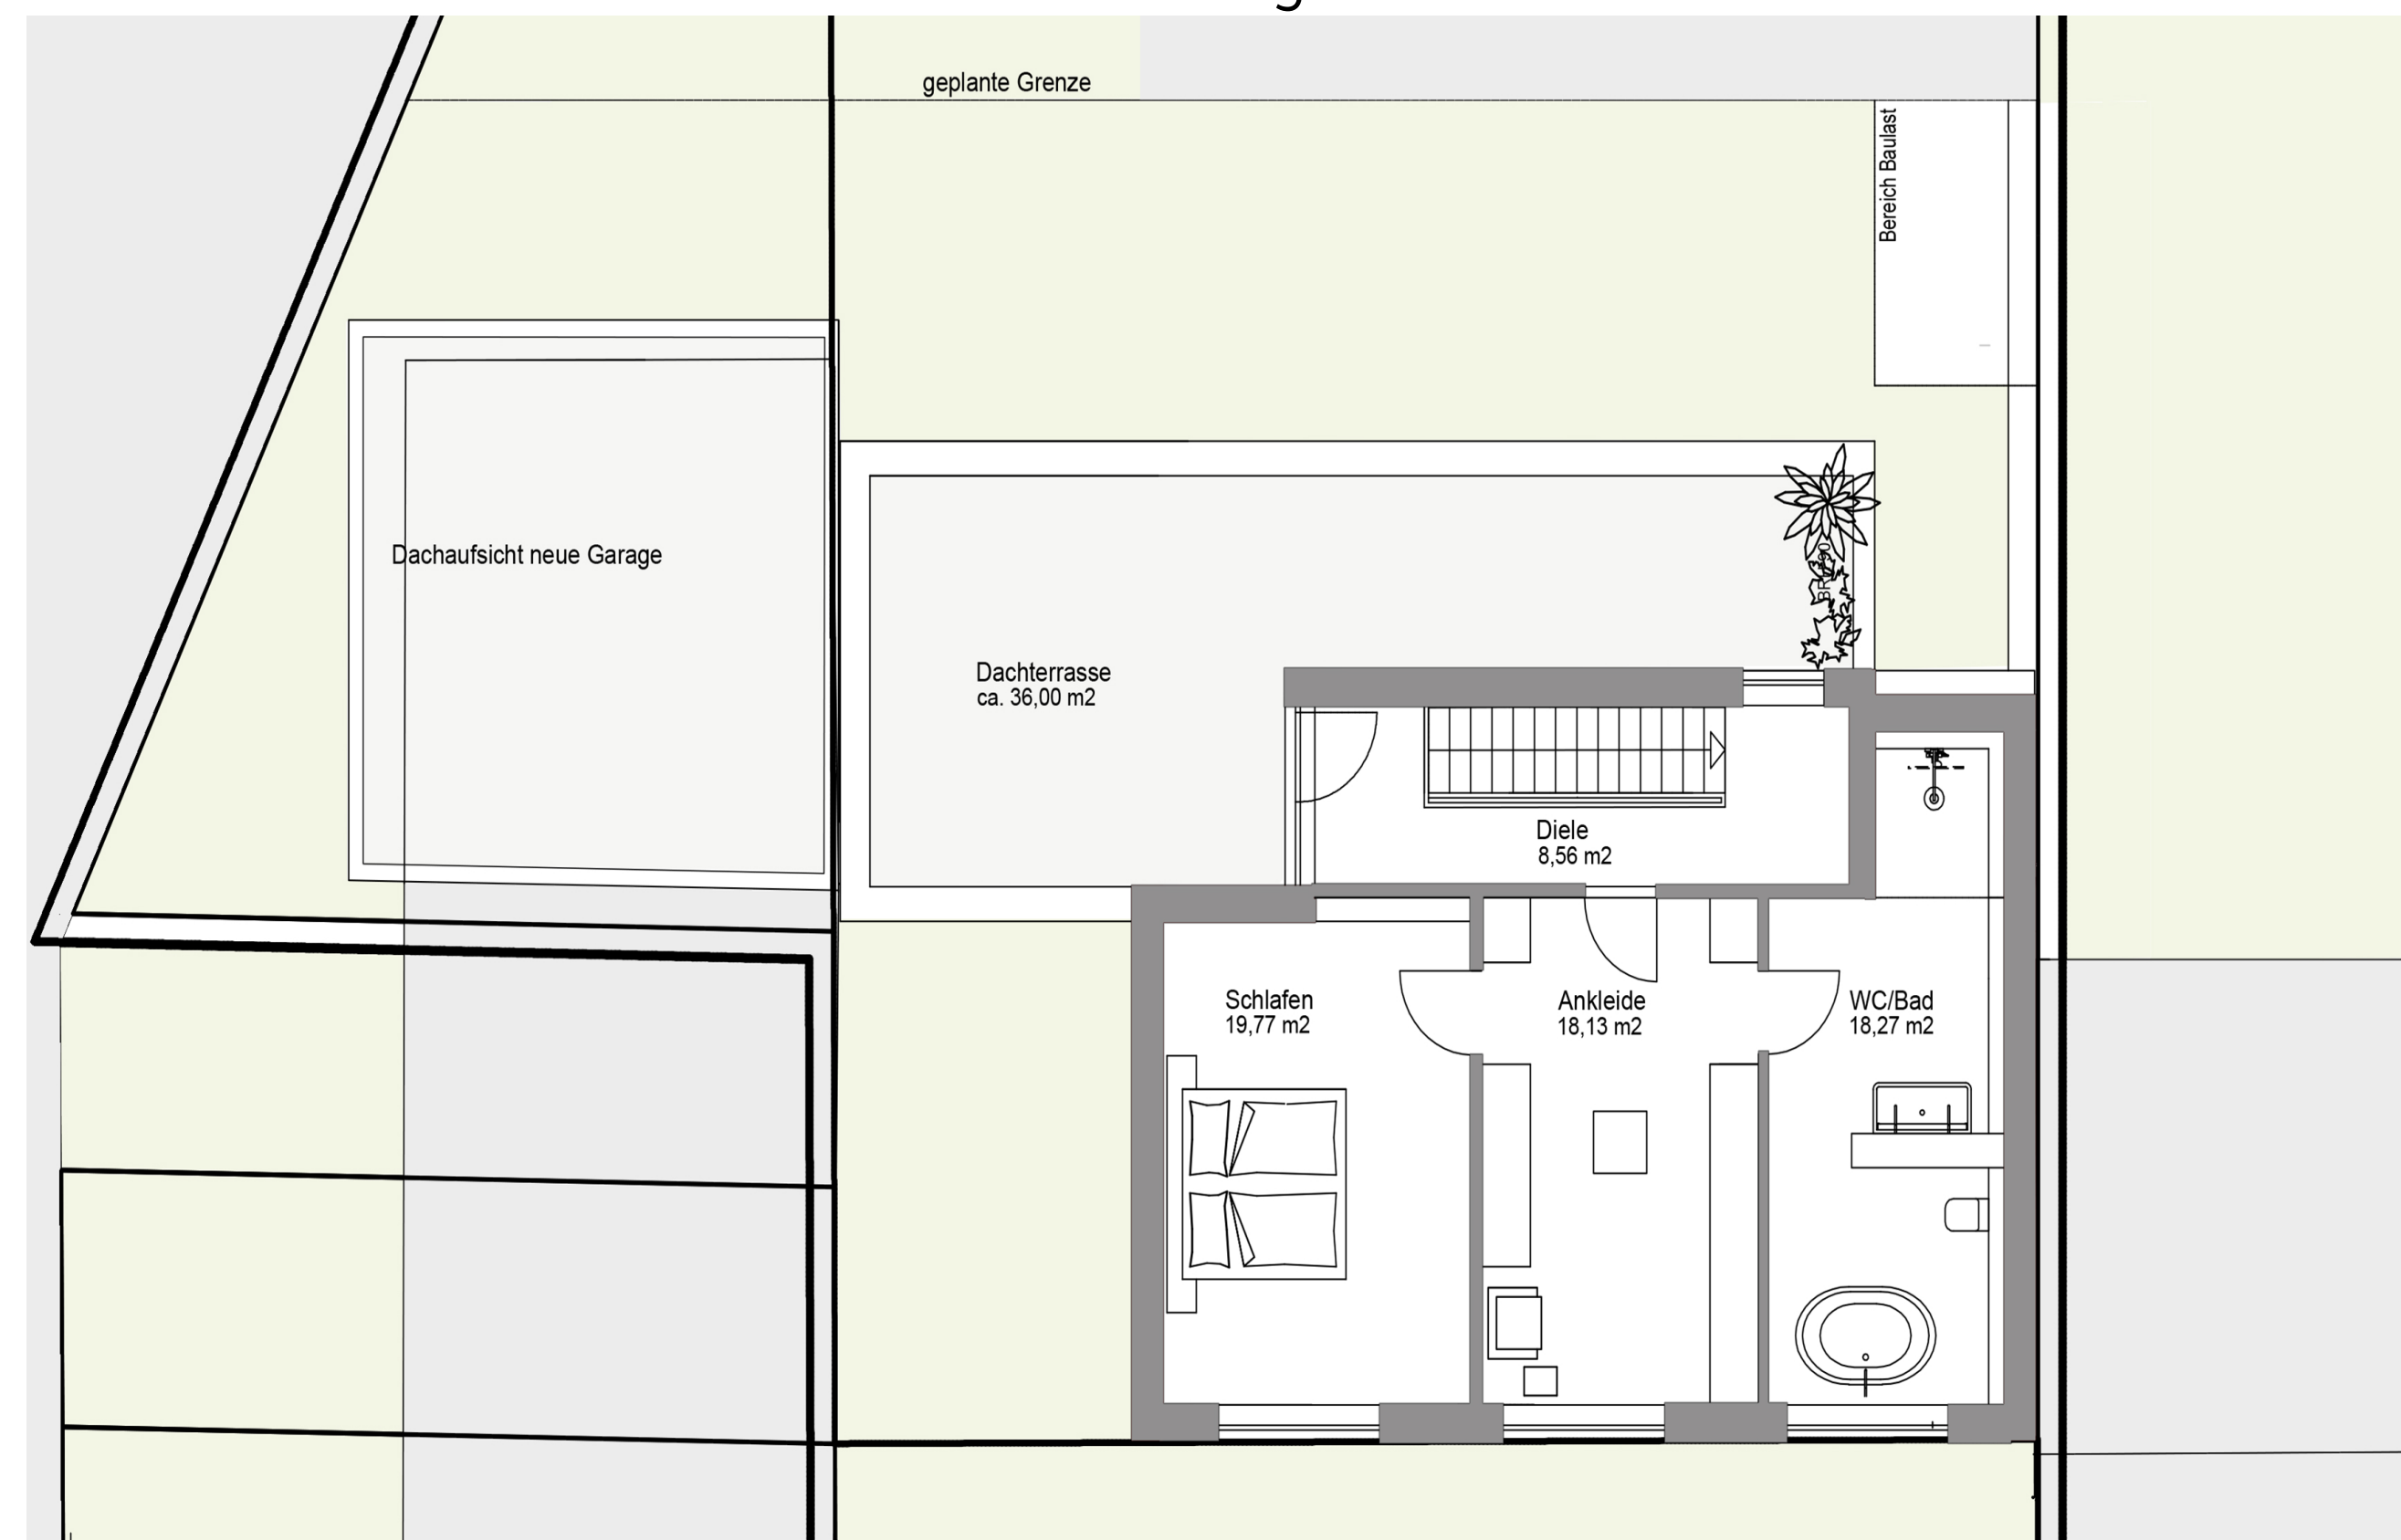 geplante Grenze
Bereich Baulast
Dachaufsicht neue Garage
Dachterrasse
ca. 36,00 m2
Diele
8,56 m2
Schlafen
19,77 m2
Ankleide
18,13 m2
WC/Bad
18,27 m2